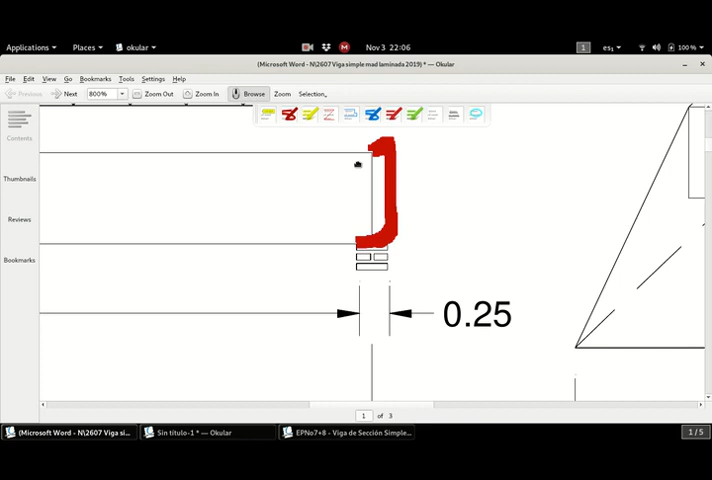 Applications Places okular Nov 3 22:06 1 es₁ 100 %
(Microsoft Word - N\2607 Viga simple mad laminada 2019) * — Okular
File Edit View Go Bookmarks Tools Settings Help
Previous Next 800% Zoom Out Zoom In Browse Zoom Selection
Contents
Thumbnails
Reviews
Bookmarks
0.25
1 of 3
(Microsoft Word - N\2607 Viga si... Sin título-1 * — Okular EPNo7+8 - Viga de Sección Simple... 1 / 5